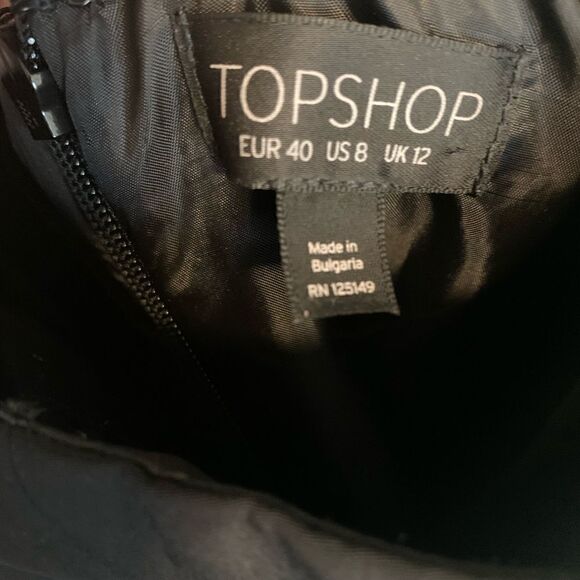 TOPSHOP
EUR 40 US 8 UK 12
Made in
Bulgaria
RN 125149